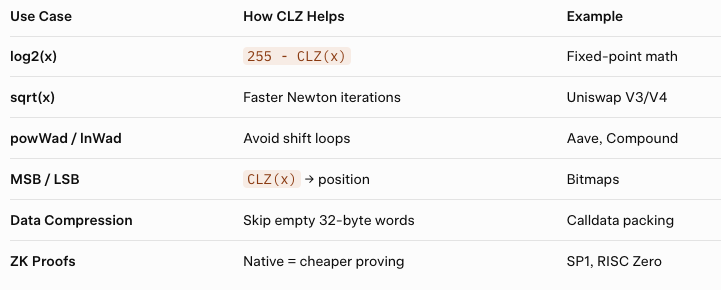 Use Case How CLZ Helps Example
log2(x) 255 - CLZ(x) Fixed-point math
sqrt(x) Faster Newton iterations Uniswap V3/V4
powWad / lnWad Avoid shift loops Aave, Compound
MSB / LSB CLZ(x) → position Bitmaps
Data Compression Skip empty 32-byte words Calldata packing
ZK Proofs Native = cheaper proving SP1, RISC Zero